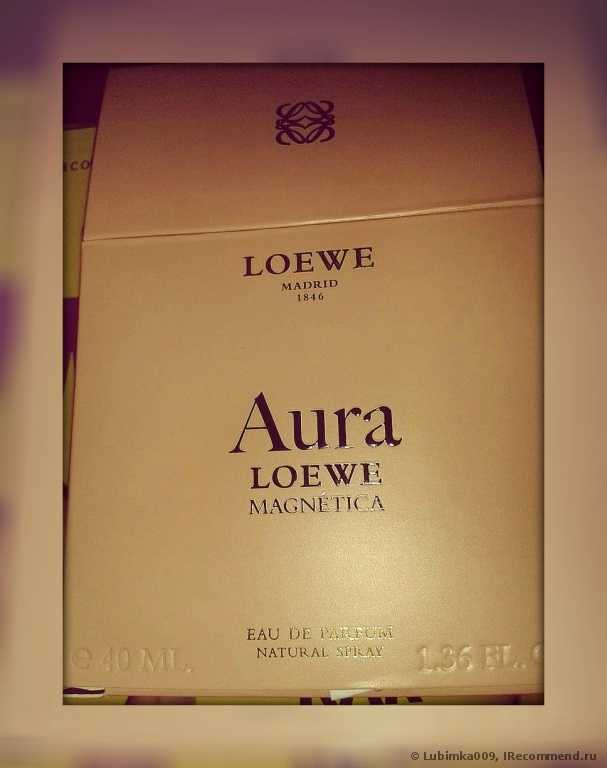 LOEWE
MADRID
1846
Aura
LOEWE
MAGNÉTICA
EAU DE PARFUM
NATURAL SPRAY
℮ 40 ML.
1.36 FL.
© Lubimka009, IRecommend.ru